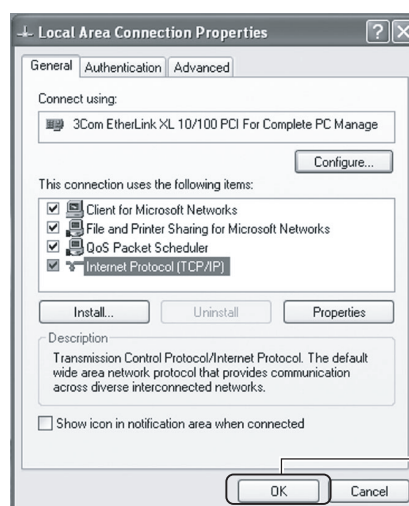 Local Area Connection Properties
General Authentication Advanced
Connect using:
3Com EtherLink XL 10/100 PCI For Complete PC Manage
Configure...
This connection uses the following items:
Client for Microsoft Networks
File and Printer Sharing for Microsoft Networks
QoS Packet Scheduler
Internet Protocol (TCP/IP)
Install... Uninstall Properties
Description
Transmission Control Protocol/Internet Protocol. The default
wide area network protocol that provides communication
across diverse interconnected networks.
Show icon in notification area when connected
OK Cancel